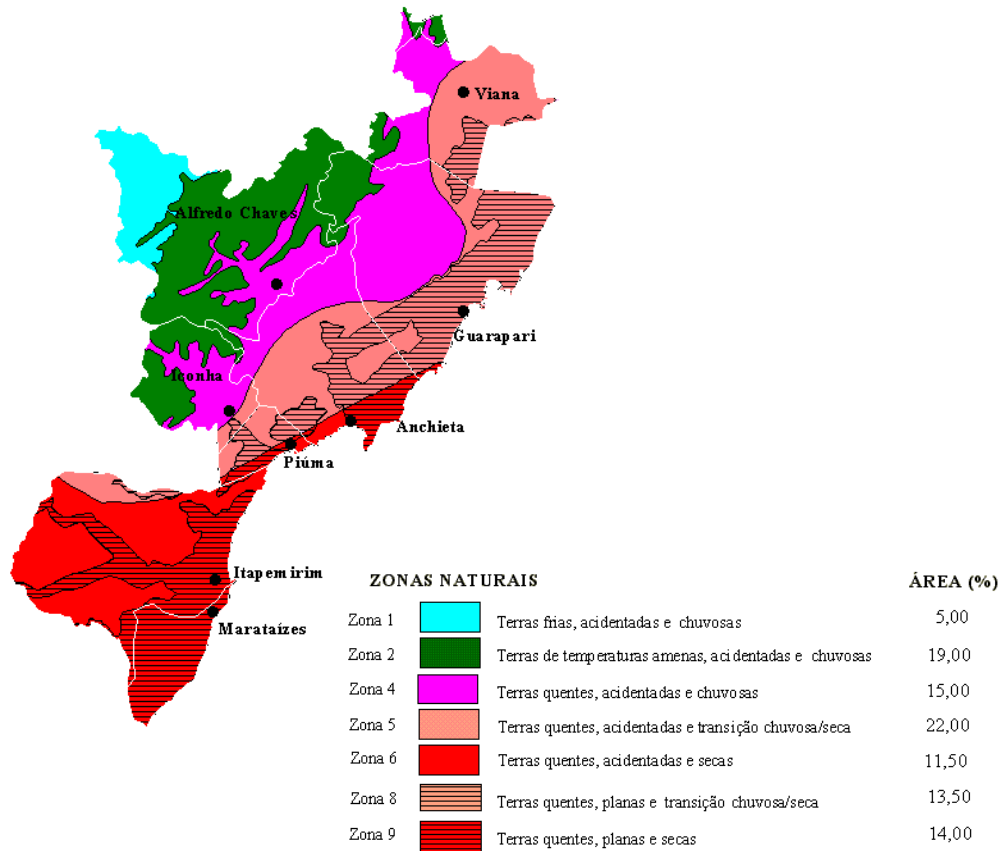 Viana
Alfredo Chaves
Guarapari
Iconha
Anchieta
Piúma
Itapemirim
Marataízes
ZONAS NATURAIS ÁREA (%)
Zona 1 Terras frias, acidentadas e chuvosas 5,00
Zona 2 Terras de temperaturas amenas, acidentadas e chuvosas 19,00
Zona 4 Terras quentes, acidentadas e chuvosas 15,00
Zona 5 Terras quentes, acidentadas e transição chuvosa/seca 22,00
Zona 6 Terras quentes, acidentadas e secas 11,50
Zona 8 Terras quentes, planas e transição chuvosa/seca 13,50
Zona 9 Terras quentes, planas e secas 14,00